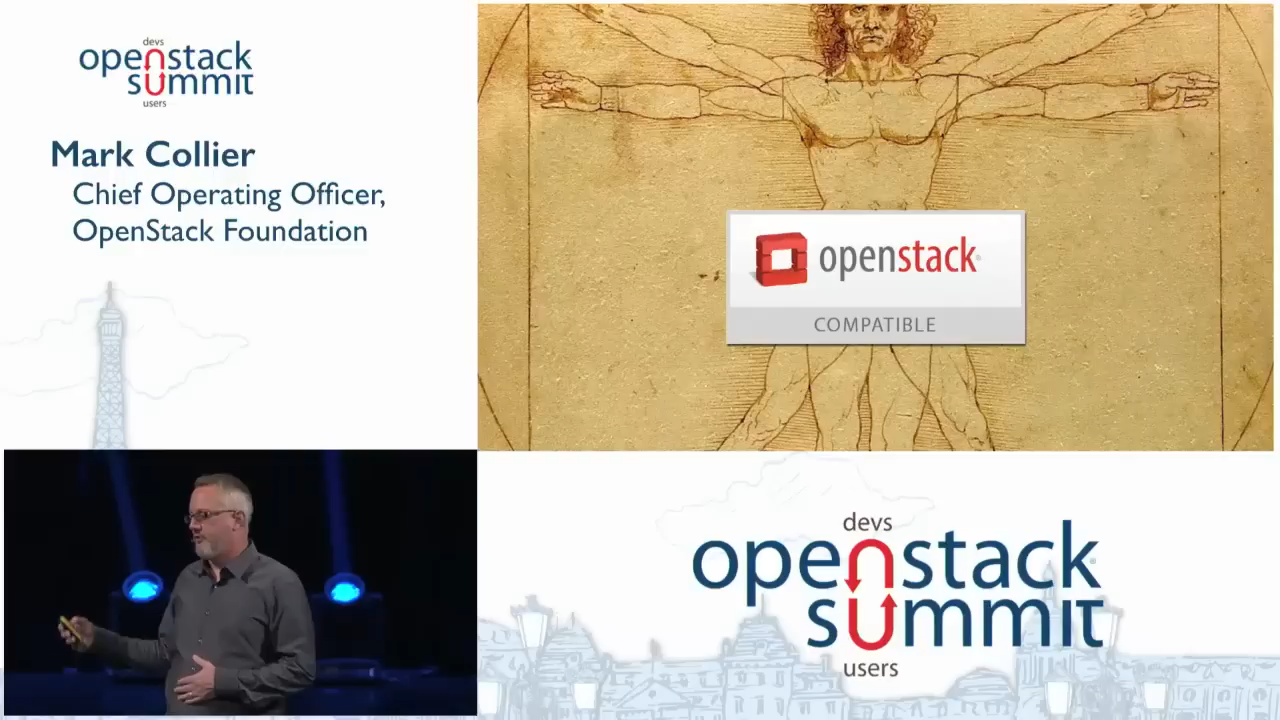 devs
openstack
summit
users
Mark Collier
Chief Operating Officer,
OpenStack Foundation
openstack
COMPATIBLE
devs
openstack
summit
users